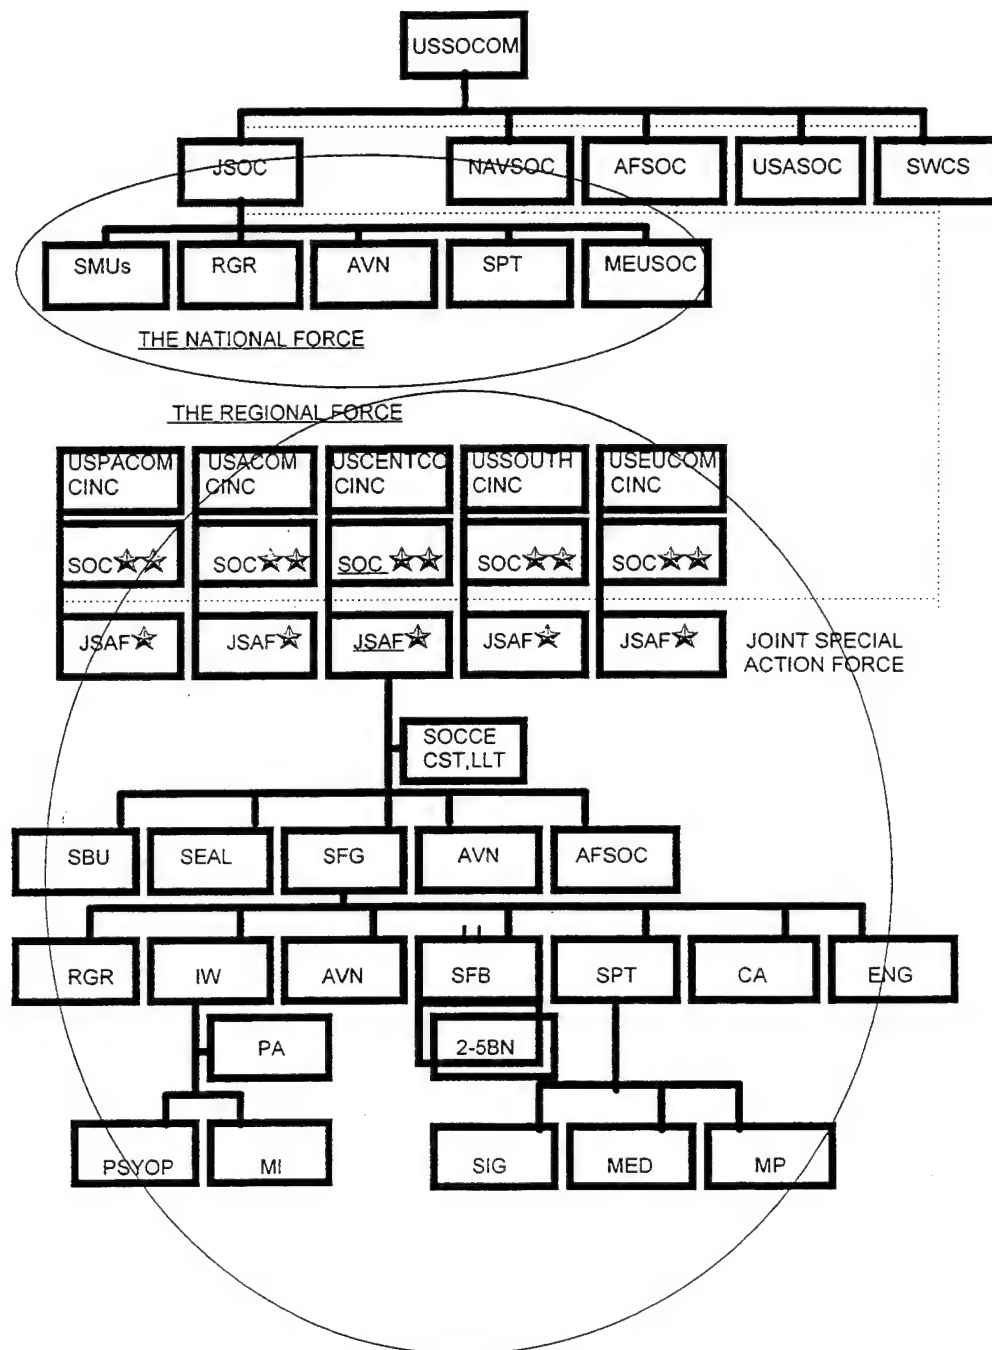 USSOCOM
JSOC
NAVSOC
AFSOC
USASOC
SWCS
SMUs
RGR
AVN
SPT
MEUSOC
THE NATIONAL FORCE
THE REGIONAL FORCE
USPACOM
CINC
USACOM
CINC
USCENTCO
CINC
USSOUTH
CINC
USEUCOM
CINC
SOC
SOC
SOC
SOC
SOC
JSAF
JSAF
JSAF
JSAF
JSAF
JOINT SPECIAL
ACTION FORCE
SOCCE
CST,LLT
SBU
SEAL
SFG
AVN
AFSOC
RGR
IW
AVN
SFB
SPT
CA
ENG
PA
2-5BN
PSYOP
MI
SIG
MED
MP